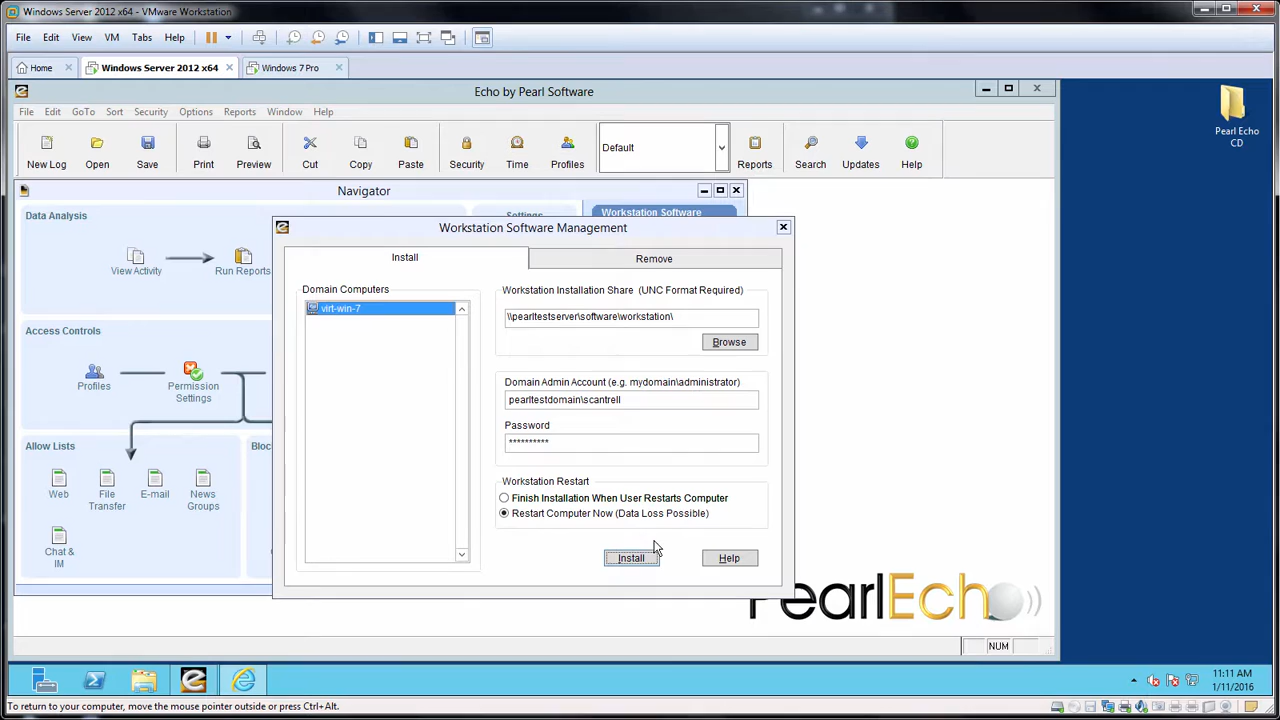 Windows Server 2012 x64 - VMware Workstation
File Edit View VM Tabs Help
Home Windows Server 2012 x64 Windows 7 Pro
Echo by Pearl Software
File Edit GoTo Sort Security Options Reports Window Help
New Log Open Save Print Preview Cut Copy Paste Security Time Profiles Default Reports Search Updates Help
Pearl Echo
CD
Navigator
Data Analysis
Settings
Workstation Software
View Activity
Run Reports
Access Controls
Profiles
Permission
Settings
Allow Lists
Web
File
Transfer
E-mail
News
Groups
Chat &
IM
Workstation Software Management
Install
Remove
Domain Computers
virt-win-7
Workstation Installation Share (UNC Format Required)
\\pearltestserver\software\workstation\
Browse
Domain Admin Account (e.g. mydomain\administrator)
pearltestdomain\scantrell
Password
**********
Workstation Restart
Finish Installation When User Restarts Computer
Restart Computer Now (Data Loss Possible)
Install
Help
PearlEcho
NUM
11:11 AM
1/11/2016
To return to your computer, move the mouse pointer outside or press Ctrl+Alt.